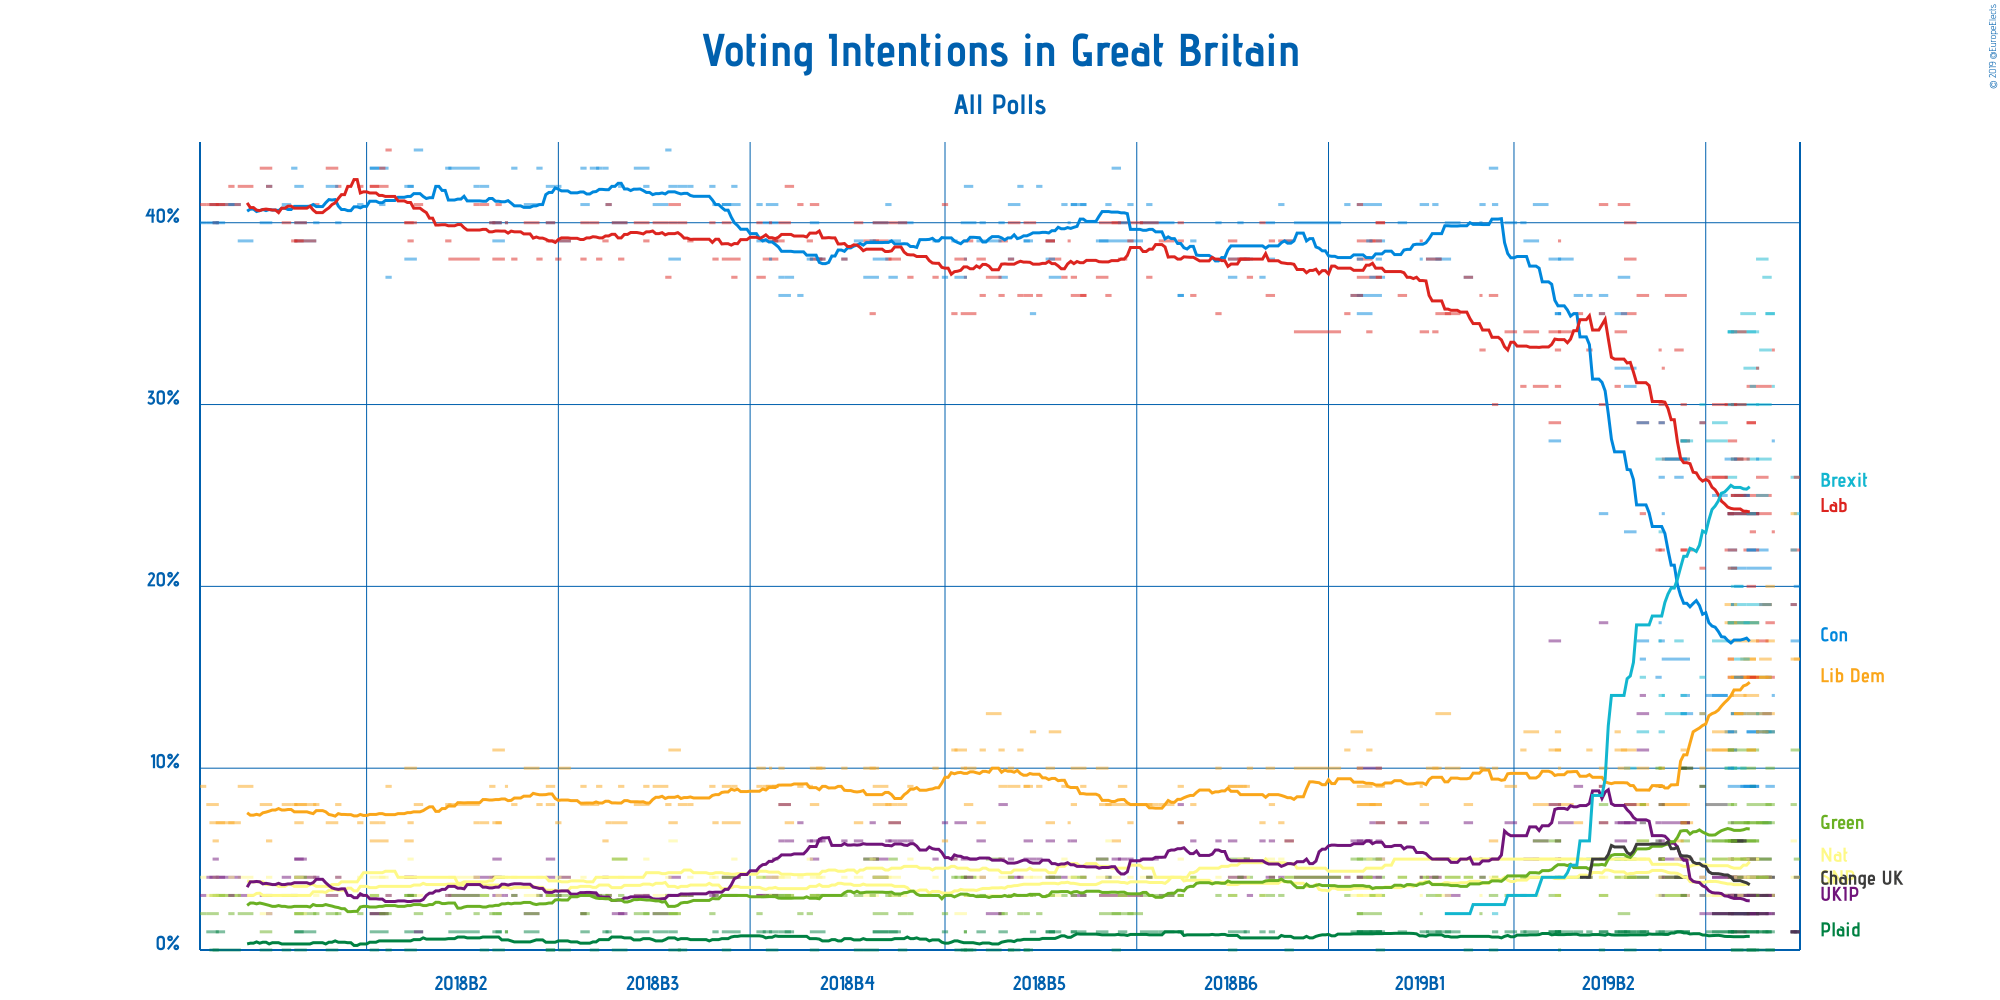 © 2019 @EuropeElects
Voting Intentions in Great Britain
All Polls
40%
30%
20%
10%
0%
Brexit
Lab
Con
Lib Dem
Green
Nat
Change UK
UKIP
Plaid
2018B2 2018B3 2018B4 2018B5 2018B6 2019B1 2019B2